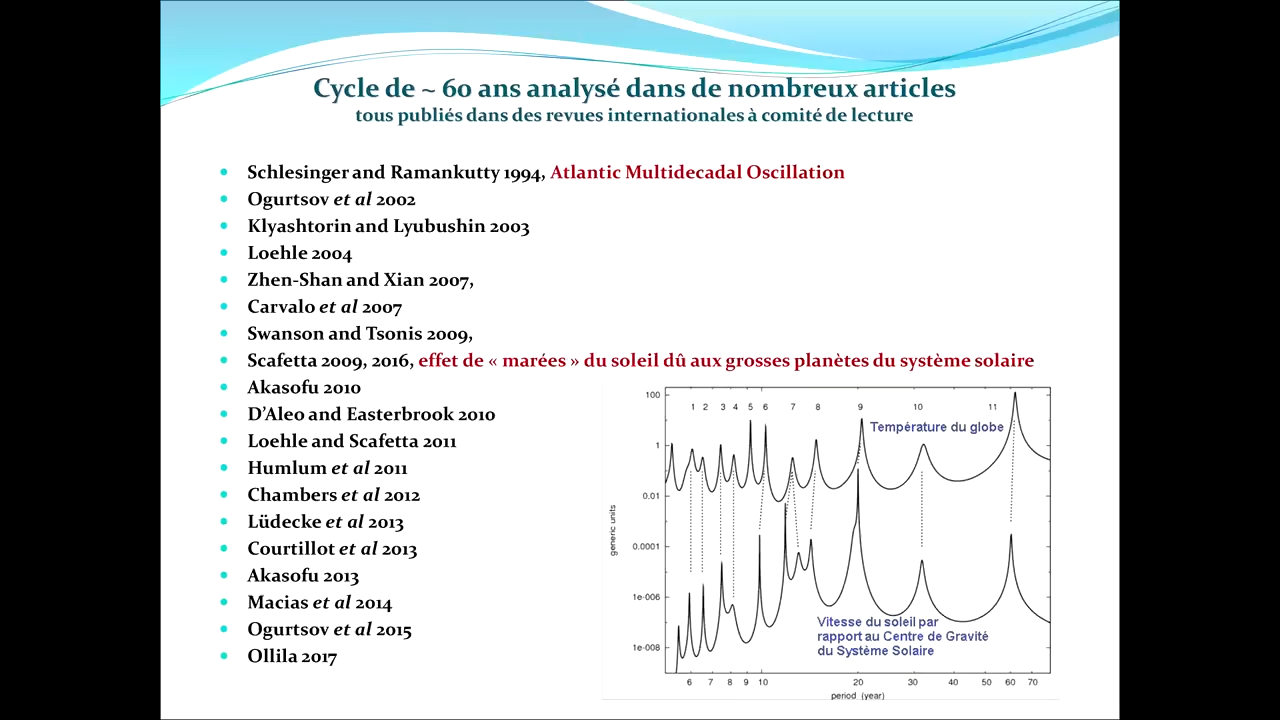 Cycle de ~ 60 ans analysé dans de nombreux articles
tous publiés dans des revues internationales à comité de lecture
• Schlesinger and Ramankutty 1994, Atlantic Multidecadal Oscillation
• Ogurtsov et al 2002
• Klyashtorin and Lyubushin 2003
• Loehle 2004
• Zhen-Shan and Xian 2007,
• Carvalo et al 2007
• Swanson and Tsonis 2009,
• Scafetta 2009, 2016, effet de « marées » du soleil dû aux grosses planètes du système solaire
• Akasofu 2010
• D’Aleo and Easterbrook 2010
• Loehle and Scafetta 2011
• Humlum et al 2011
• Chambers et al 2012
• Lüdecke et al 2013
• Courtillot et al 2013
• Akasofu 2013
• Macias et al 2014
• Ogurtsov et al 2015
• Ollila 2017
100
1
0.01
0.0001
1e-006
1e-008
generic units
1 2 3 4 5 6 7 8 9 10 11
Température du globe
Vitesse du soleil par
rapport au Centre de Gravité
du Système Solaire
6 7 8 9 10 20 30 40 50 60 70
period (year)